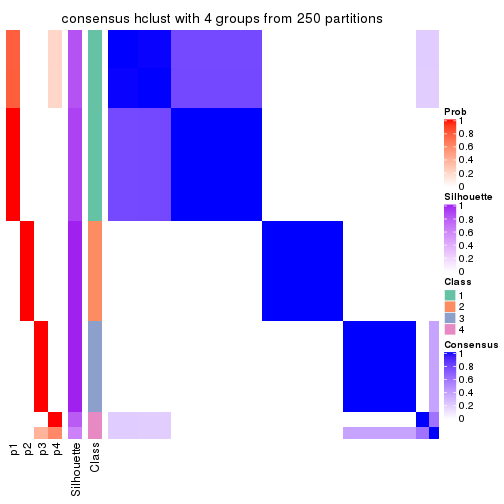 consensus hclust with 4 groups from 250 partitions
Prob
1
0.8
0.6
0.4
0.2
0
Silhouette
1
0.8
0.6
0.4
0.2
0
Class
1
2
3
4
Consensus
1
0.8
0.6
0.4
0.2
0
p1
p2
p3
p4
Silhouette
Class